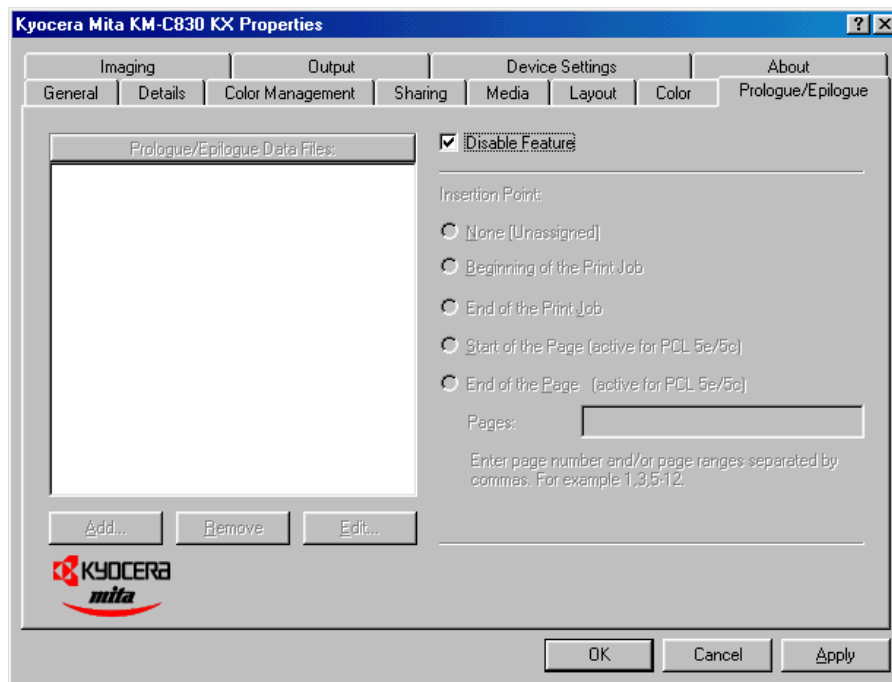 Kyocera Mita KM-C830 KX Properties
Imaging Output Device Settings About
General Details Color Management Sharing Media Layout Color Prologue/Epilogue
Prologue/Epilogue Data Files:
Disable Feature
Insertion Point:
None [Unassigned]
Beginning of the Print Job
End of the Print Job
Start of the Page (active for PCL 5e/5c)
End of the Page (active for PCL 5e/5c)
Pages:
Enter page number and/or page ranges separated by
commas. For example 1,3,5-12.
Add... Remove Edit...
KYOCERA
mita
OK Cancel Apply